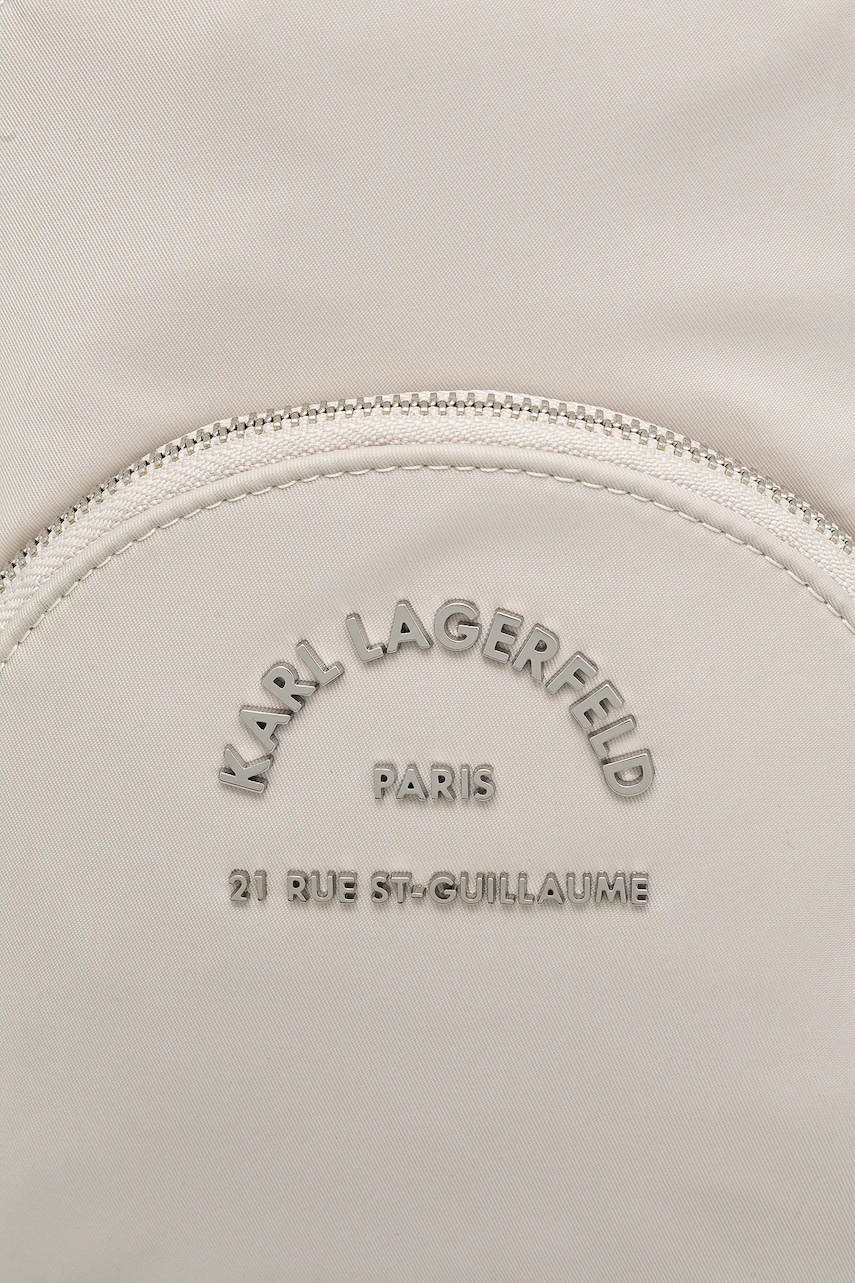 KARL LAGERFELD
PARIS
21 RUE ST-GUILLAUME